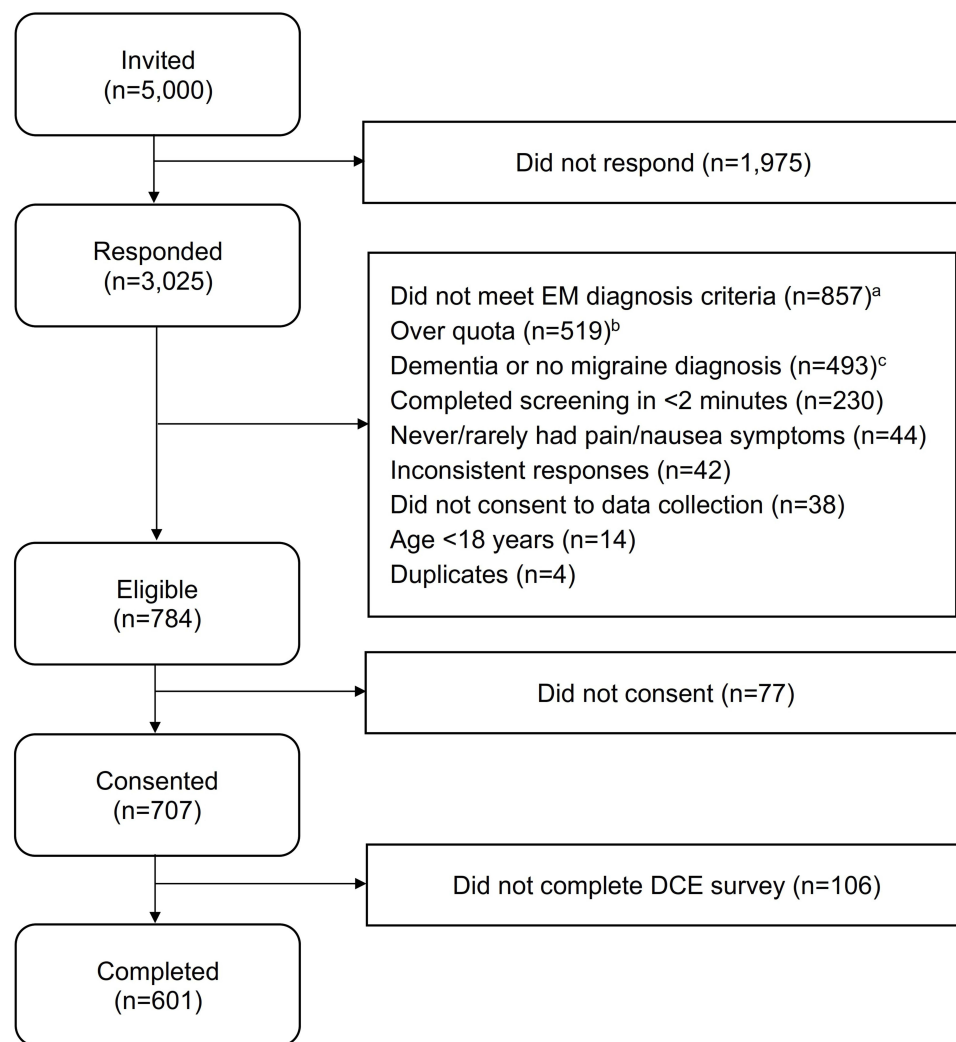 Invited
(n=5,000)
Did not respond (n=1,975)
Responded
(n=3,025)
Did not meet EM diagnosis criteria (n=857)ᵃ
Over quota (n=519)ᵇ
Dementia or no migraine diagnosis (n=493)ᶜ
Completed screening in <2 minutes (n=230)
Never/rarely had pain/nausea symptoms (n=44)
Inconsistent responses (n=42)
Did not consent to data collection (n=38)
Age <18 years (n=14)
Duplicates (n=4)
Eligible
(n=784)
Did not consent (n=77)
Consented
(n=707)
Did not complete DCE survey (n=106)
Completed
(n=601)